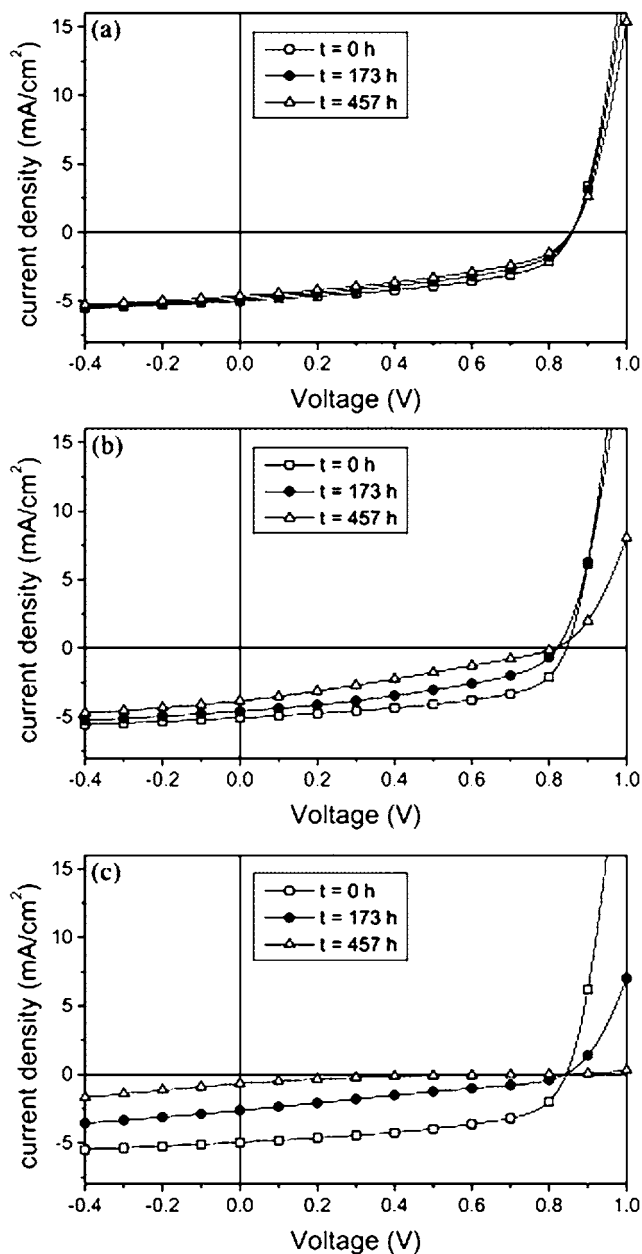 (a)
t = 0 h
t = 173 h
t = 457 h
current density (mA/cm²)
15
10
5
0
-5
-0.4 -0.2 0.0 0.2 0.4 0.6 0.8 1.0
Voltage (V)
(b)
t = 0 h
t = 173 h
t = 457 h
current density (mA/cm²)
15
10
5
0
-5
-0.4 -0.2 0.0 0.2 0.4 0.6 0.8 1.0
Voltage (V)
(c)
t = 0 h
t = 173 h
t = 457 h
current density (mA/cm²)
15
10
5
0
-5
-0.4 -0.2 0.0 0.2 0.4 0.6 0.8 1.0
Voltage (V)